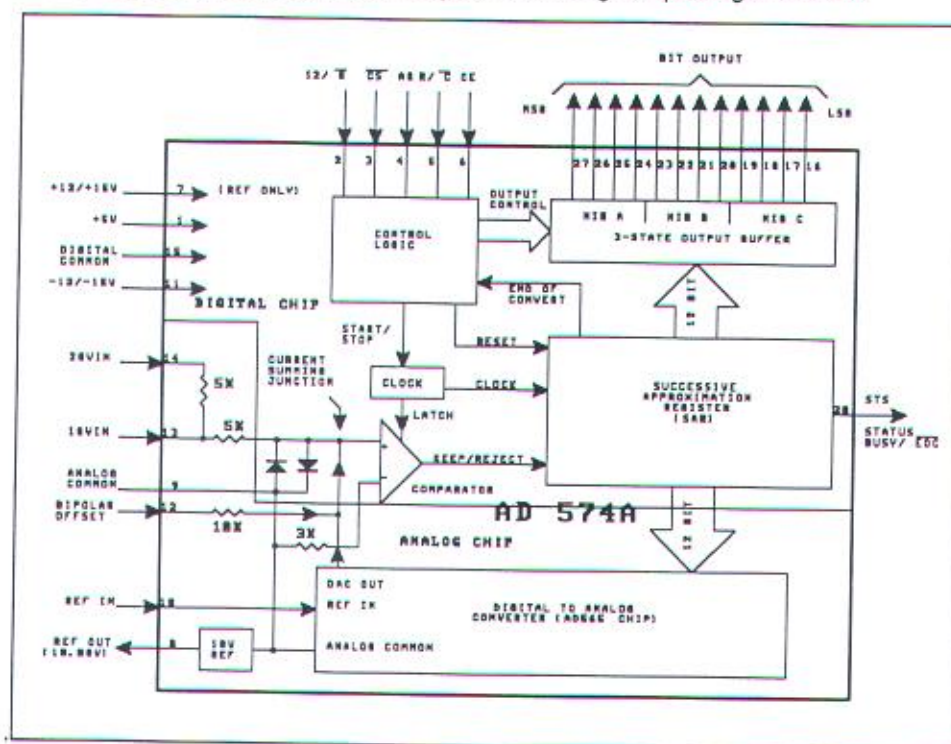 BIT OUTPUT
12/8 CS A0 R/C CE
MSB
LSB
2 3 4 5 6
27 26 25 24 23 22 21 20 19 18 17 16
+12/+15V 7 (REF ONLY)
+5V 1
DIGITAL COMMON 15
-12/-15V 11
DIGITAL CHIP
CONTROL LOGIC
OUTPUT CONTROL
NIB A NIB B NIB C
3-STATE OUTPUT BUFFER
END OF CONVERT
12 BIT
START/STOP
RESET
20VIN 14
5K
CURRENT SUMMING JUNCTION
CLOCK
CLOCK
SUCCESSIVE APPROXIMATION REGISTER (SAR)
28 STS
STATUS BUSY/ EOC
LATCH
10VIN 13
5K
KEEP/REJECT
ANALOG COMMON 9
COMPARATOR
BIPOLAR OFFSET 12
10K
AD 574A
3K
ANALOG CHIP
12 BIT
DAC OUT
REF IN 10
REF IN
DIGITAL TO ANALOG CONVERTER (AD565 CHIP)
REF OUT (10.00V) 8
10V REF
ANALOG COMMON